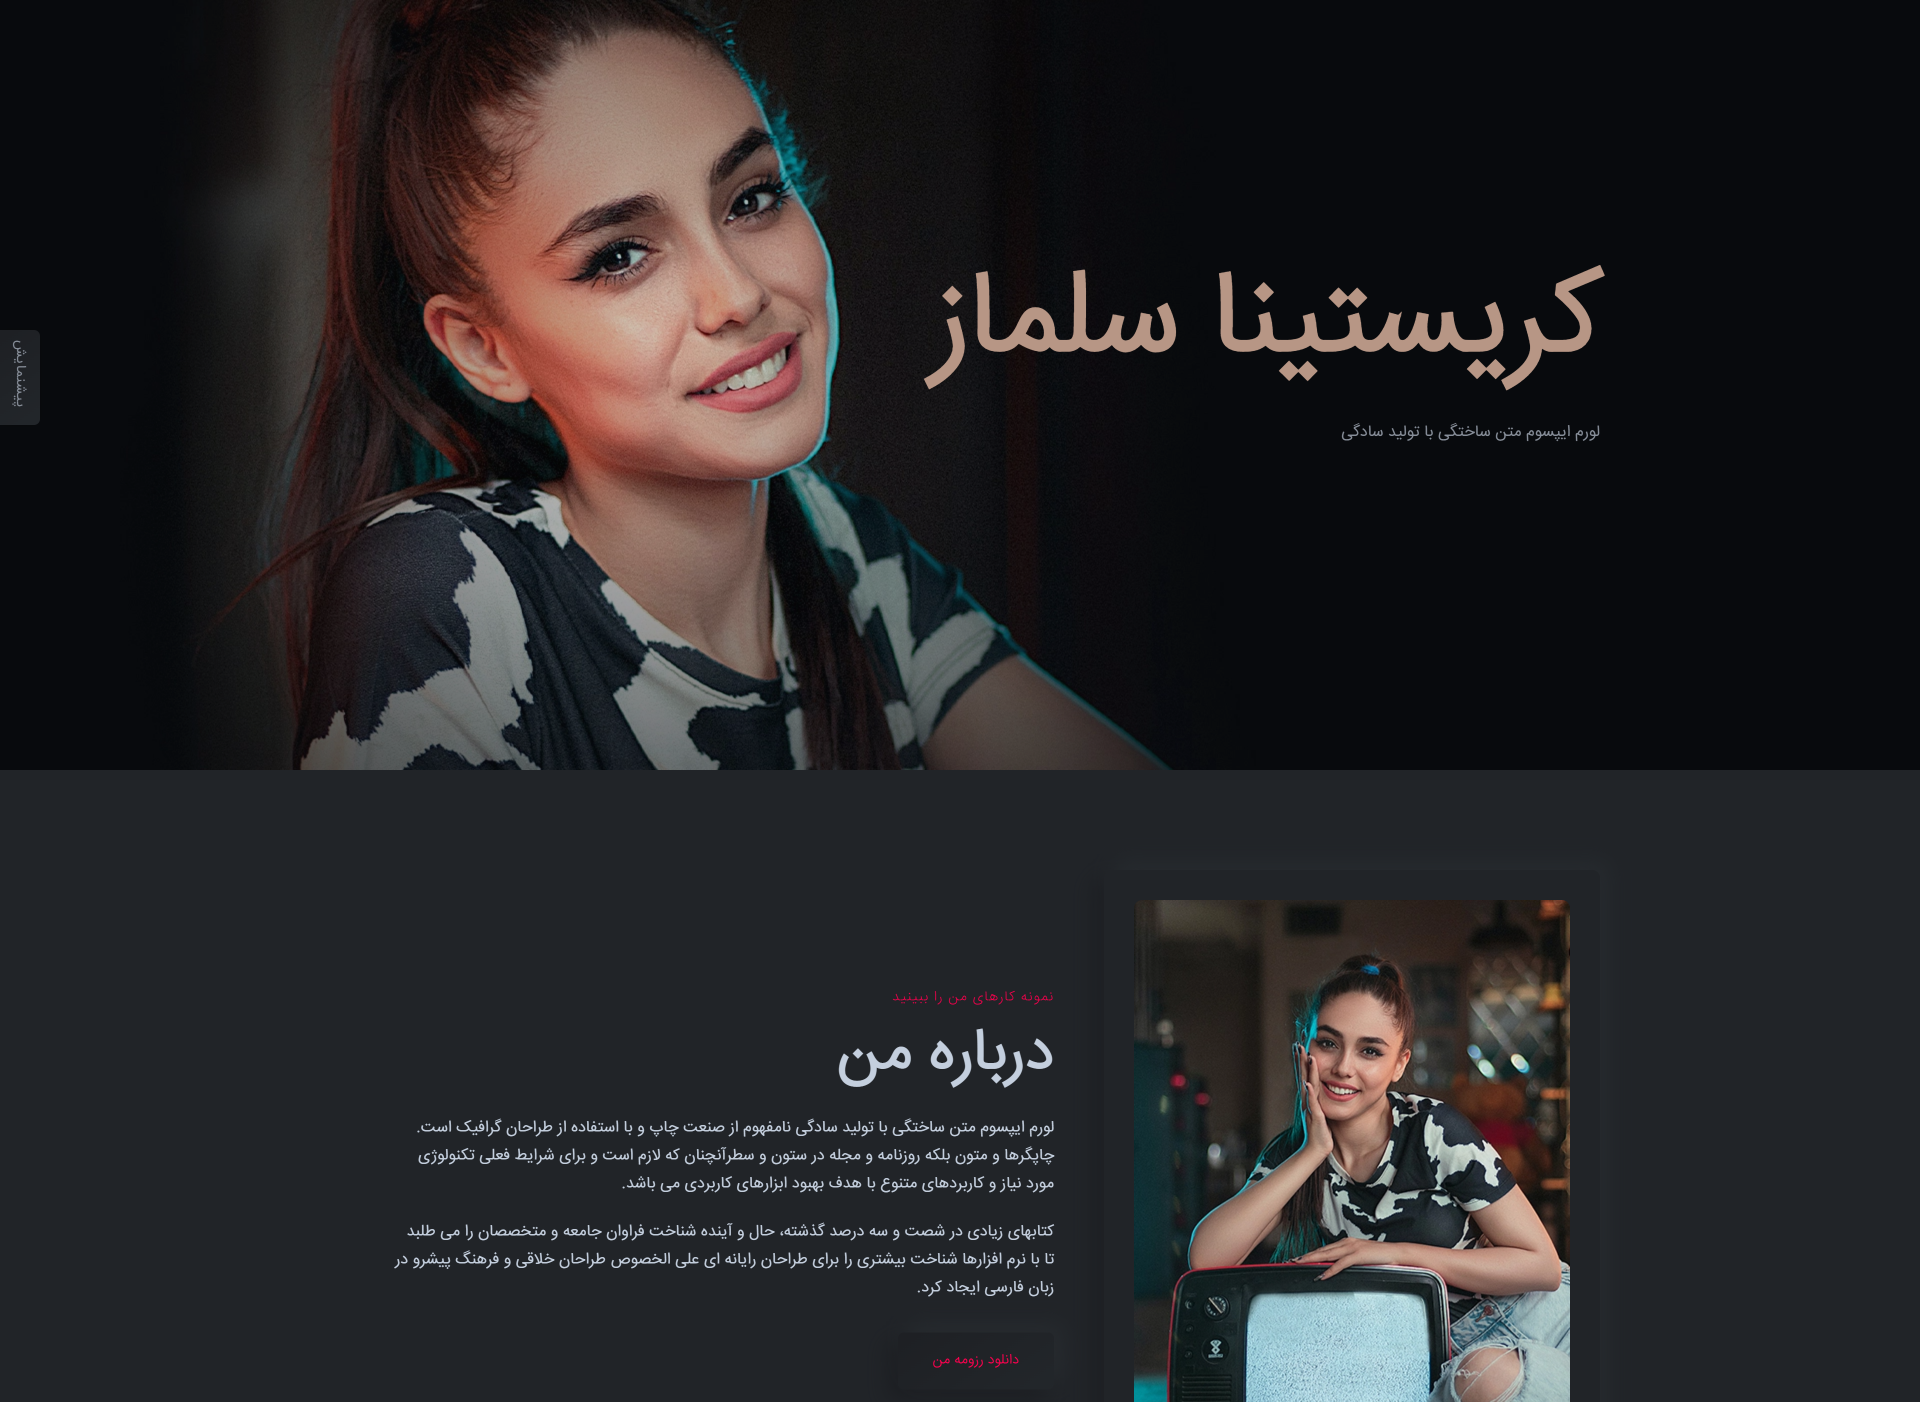 کریستینا سلماز
لورم ایپسوم متن ساختگی با تولید سادگی
پیشنمایش
نمونه کارهای من را ببینید
درباره من
لورم ایپسوم متن ساختگی با تولید سادگی نامفهوم از صنعت چاپ و با استفاده از طراحان گرافیک است.
چاپگرها و متون بلکه روزنامه و مجله در ستون و سطرآنچنان که لازم است و برای شرایط فعلی تکنولوژی
مورد نیاز و کاربردهای متنوع با هدف بهبود ابزارهای کاربردی می باشد.
کتابهای زیادی در شصت و سه درصد گذشته، حال و آینده شناخت فراوان جامعه و متخصصان را می طلبد
تا با نرم افزارها شناخت بیشتری را برای طراحان رایانه ای علی الخصوص طراحان خلاقی و فرهنگ پیشرو در
زبان فارسی ایجاد کرد.
دانلود رزومه من